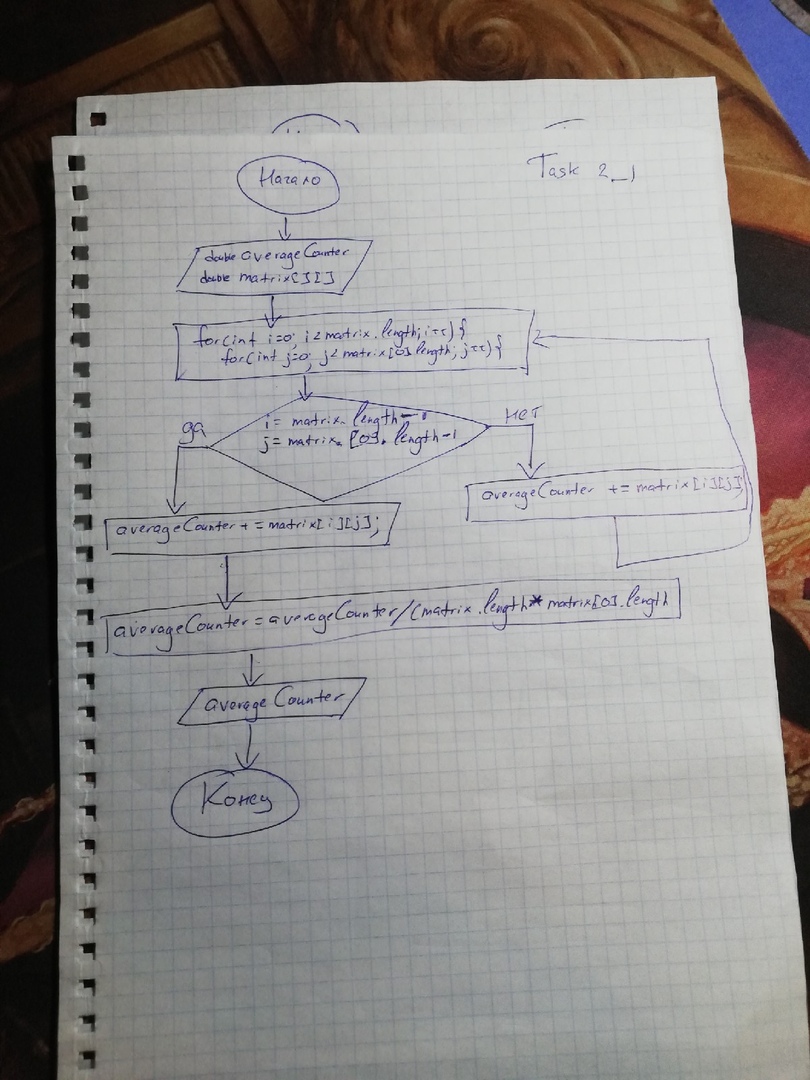 Task 2_1
Начало
double averageCounter
double matrix[][]
for(int i=0; i<matrix.length; i++) {
for(int j=0; j<matrix[0].length; j++) {
да
нет
i= matrix.length-1
j= matrix.[0].length-1
averageCounter += matrix[i][j]
averageCounter += matrix[i][j];
averageCounter = averageCounter/(matrix.length*matrix[0].length
averageCounter
Конец